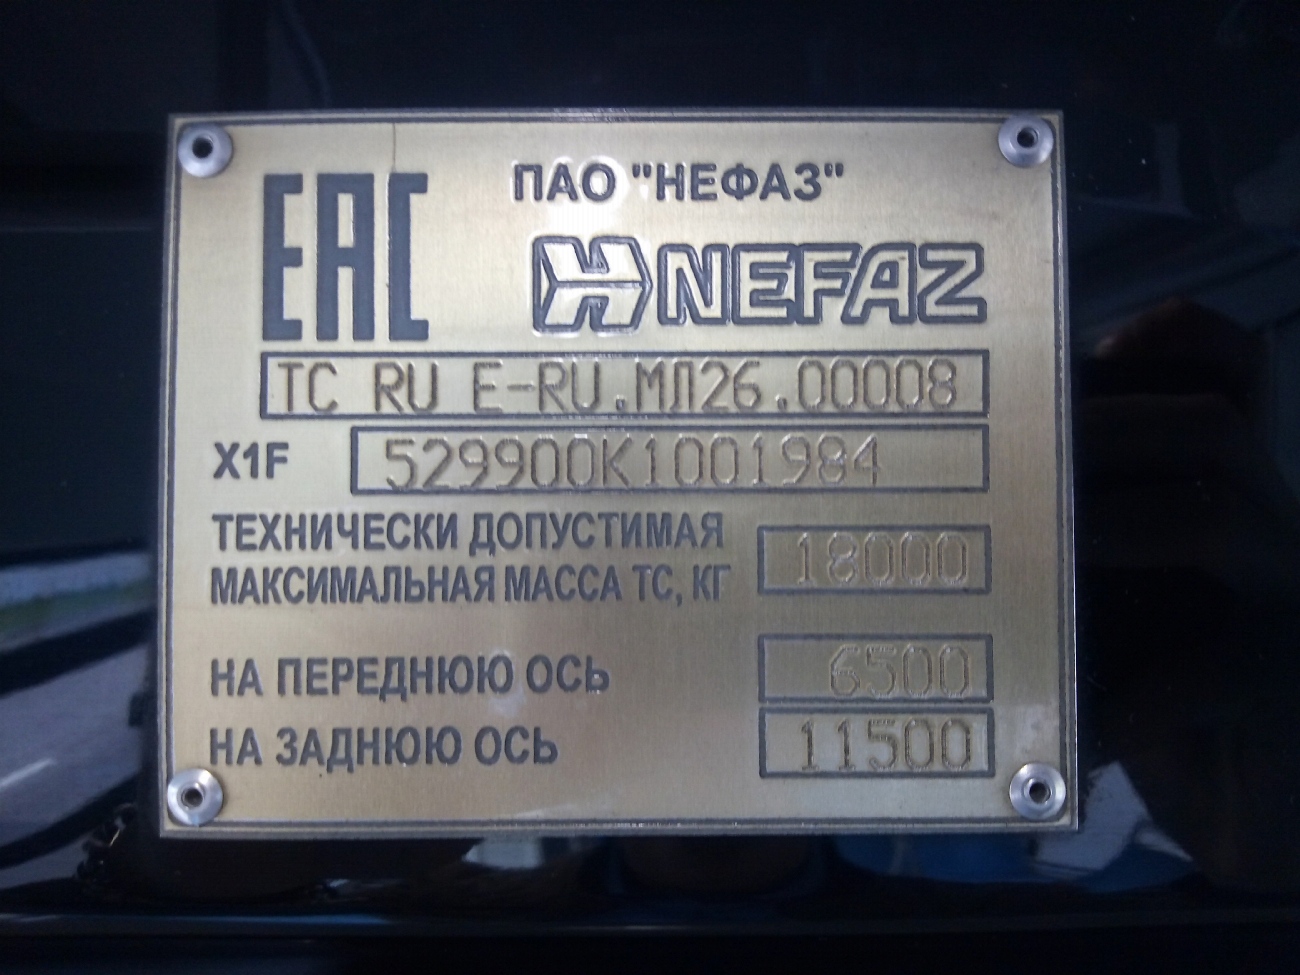 ЕАС
ПАО "НЕФАЗ"
NEFAZ
ТС RU Е-RU.МЛ26.00008
X1F 529900K1001984
ТЕХНИЧЕСКИ ДОПУСТИМАЯ
МАКСИМАЛЬНАЯ МАССА ТС, КГ 18000
НА ПЕРЕДНЮЮ ОСЬ 6500
НА ЗАДНЮЮ ОСЬ 11500